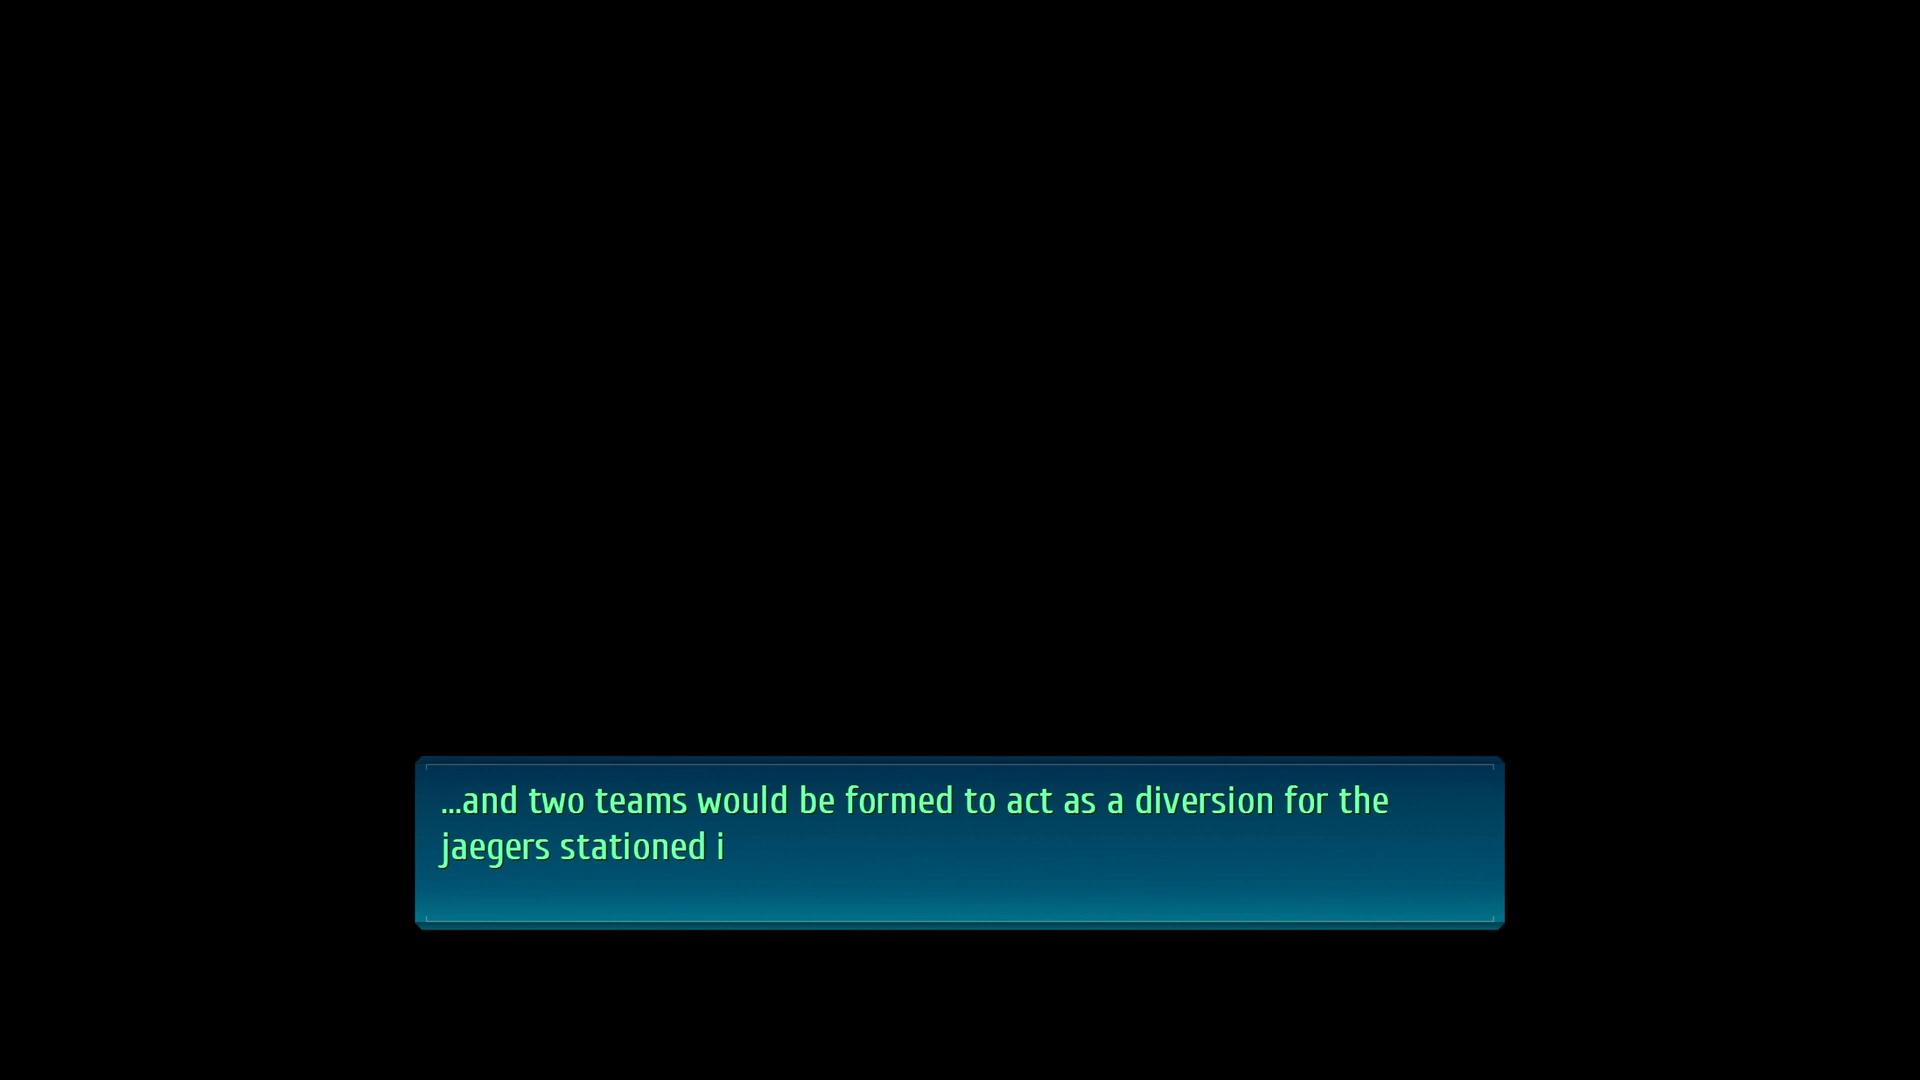 ...and two teams would be formed to act as a diversion for the
jaegers stationed i